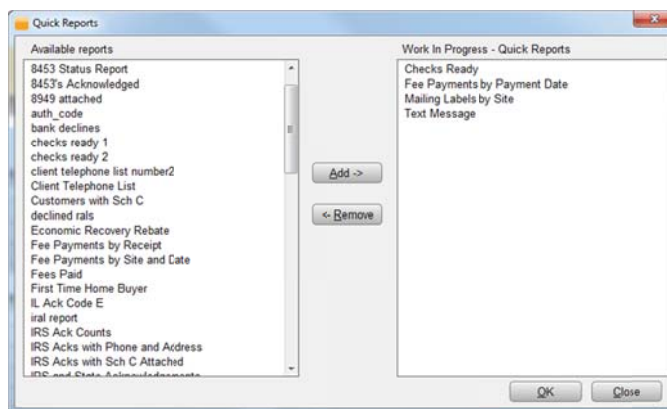 Quick Reports
Available reports
8453 Status Report
8453's Acknowledged
8949 attached
auth_code
bank declines
checks ready 1
checks ready 2
client telephone list number2
Client Telephone List
Customers with Sch C
declined rals
Economic Recovery Rebate
Fee Payments by Receipt
Fee Payments by Site and Date
Fees Paid
First Time Home Buyer
IL Ack Code E
iral report
IRS Ack Counts
IRS Acks with Phone and Address
IRS Acks with Sch C Attached
IRS and State Acknowledgements
Add ->
<- Remove
Work In Progress - Quick Reports
Checks Ready
Fee Payments by Payment Date
Mailing Labels by Site
Text Message
OK
Close